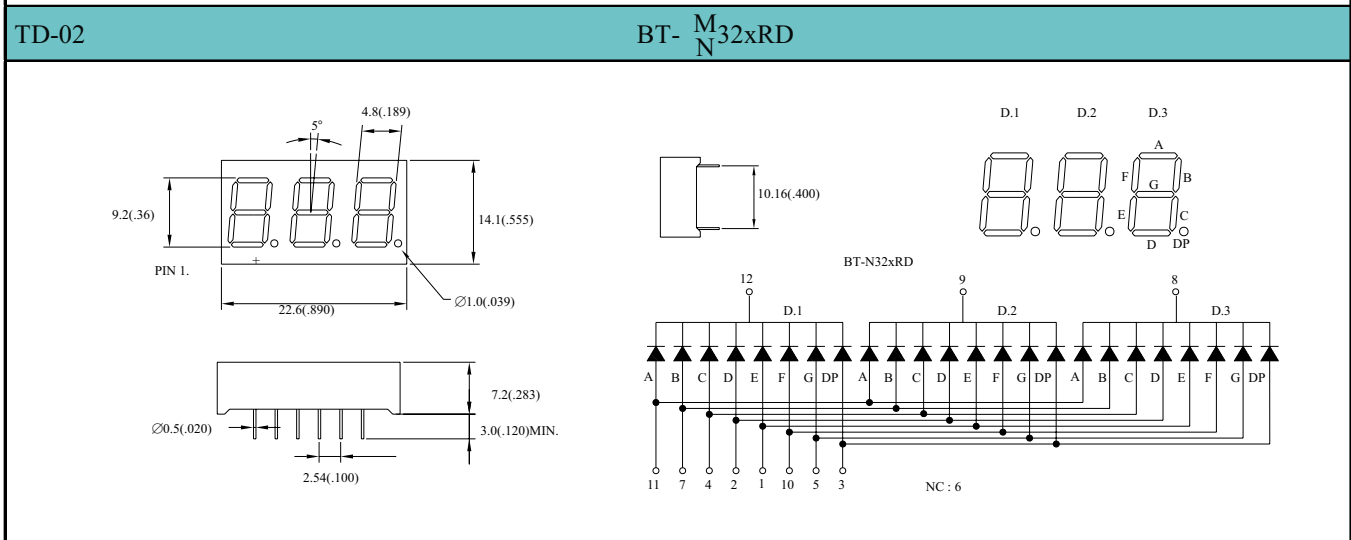 TD-02
BT- M/N 32xRD
4.8(.189)
5°
9.2(.36)
14.1(.555)
PIN 1.
+
22.6(.890)
∅1.0(.039)
10.16(.400)
D.1 D.2 D.3
A
F B
G
E C
D DP
BT-N32xRD
12 9 8
D.1 D.2 D.3
A B C D E F G DP A B C D E F G DP A B C D E F G DP
11 7 4 2 1 10 5 3
NC : 6
7.2(.283)
∅0.5(.020)
3.0(.120)MIN.
2.54(.100)